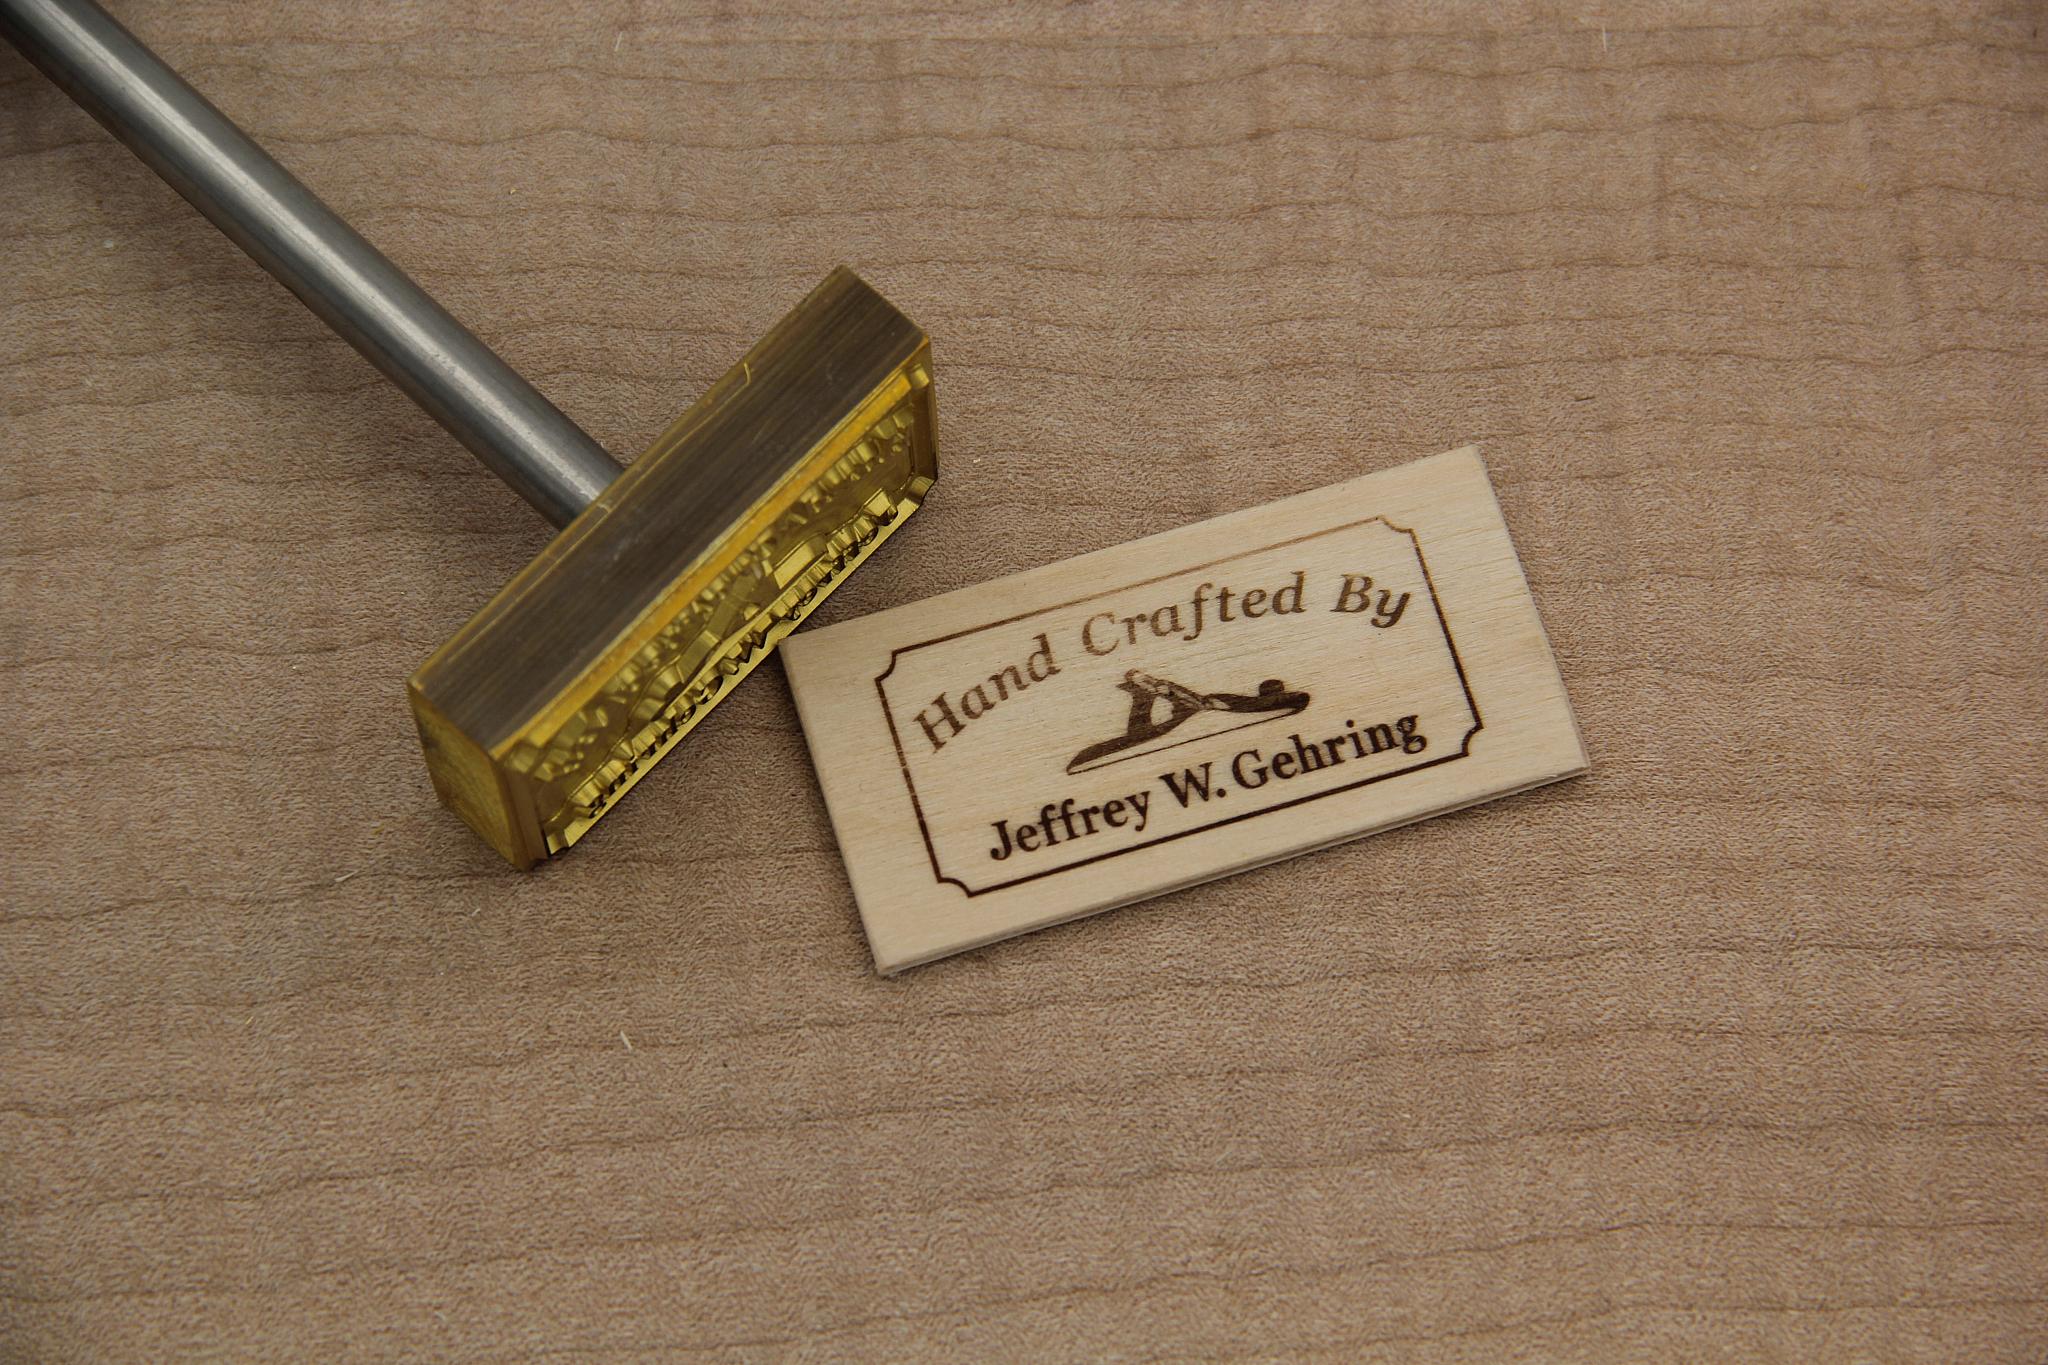 Hand Crafted By
Jeffrey W. Gehring